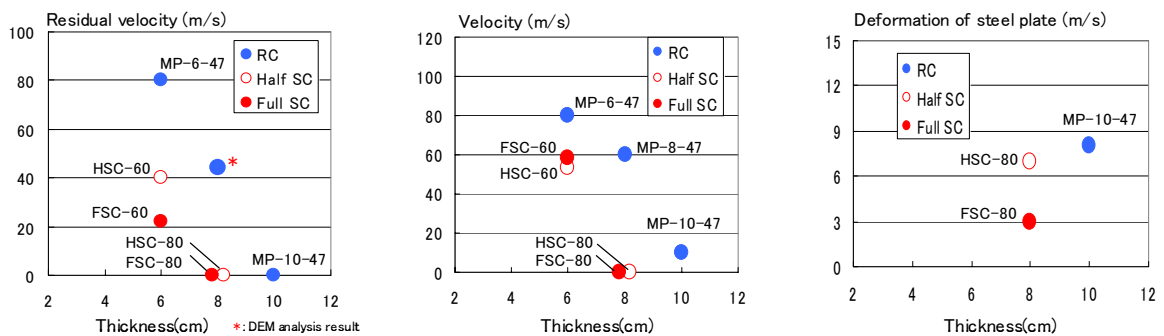 Residual velocity (m/s)
100
80
60
40
20
0
RC
Half SC
Full SC
MP-6-47
HSC-60
FSC-60
*
HSC-80
FSC-80
MP-10-47
2 4 6 8 10 12
Thickness(cm)
*: DEM analysis result
Velocity (m/s)
120
100
80
60
40
20
0
RC
Half SC
Full SC
MP-6-47
FSC-60
MP-8-47
HSC-60
MP-10-47
HSC-80
FSC-80
2 4 6 8 10 12
Thickness(cm)
Deformation of steel plate (m/s)
15
12
9
6
3
0
RC
Half SC
Full SC
MP-10-47
HSC-80
FSC-80
2 4 6 8 10 12
Thickness(cm)